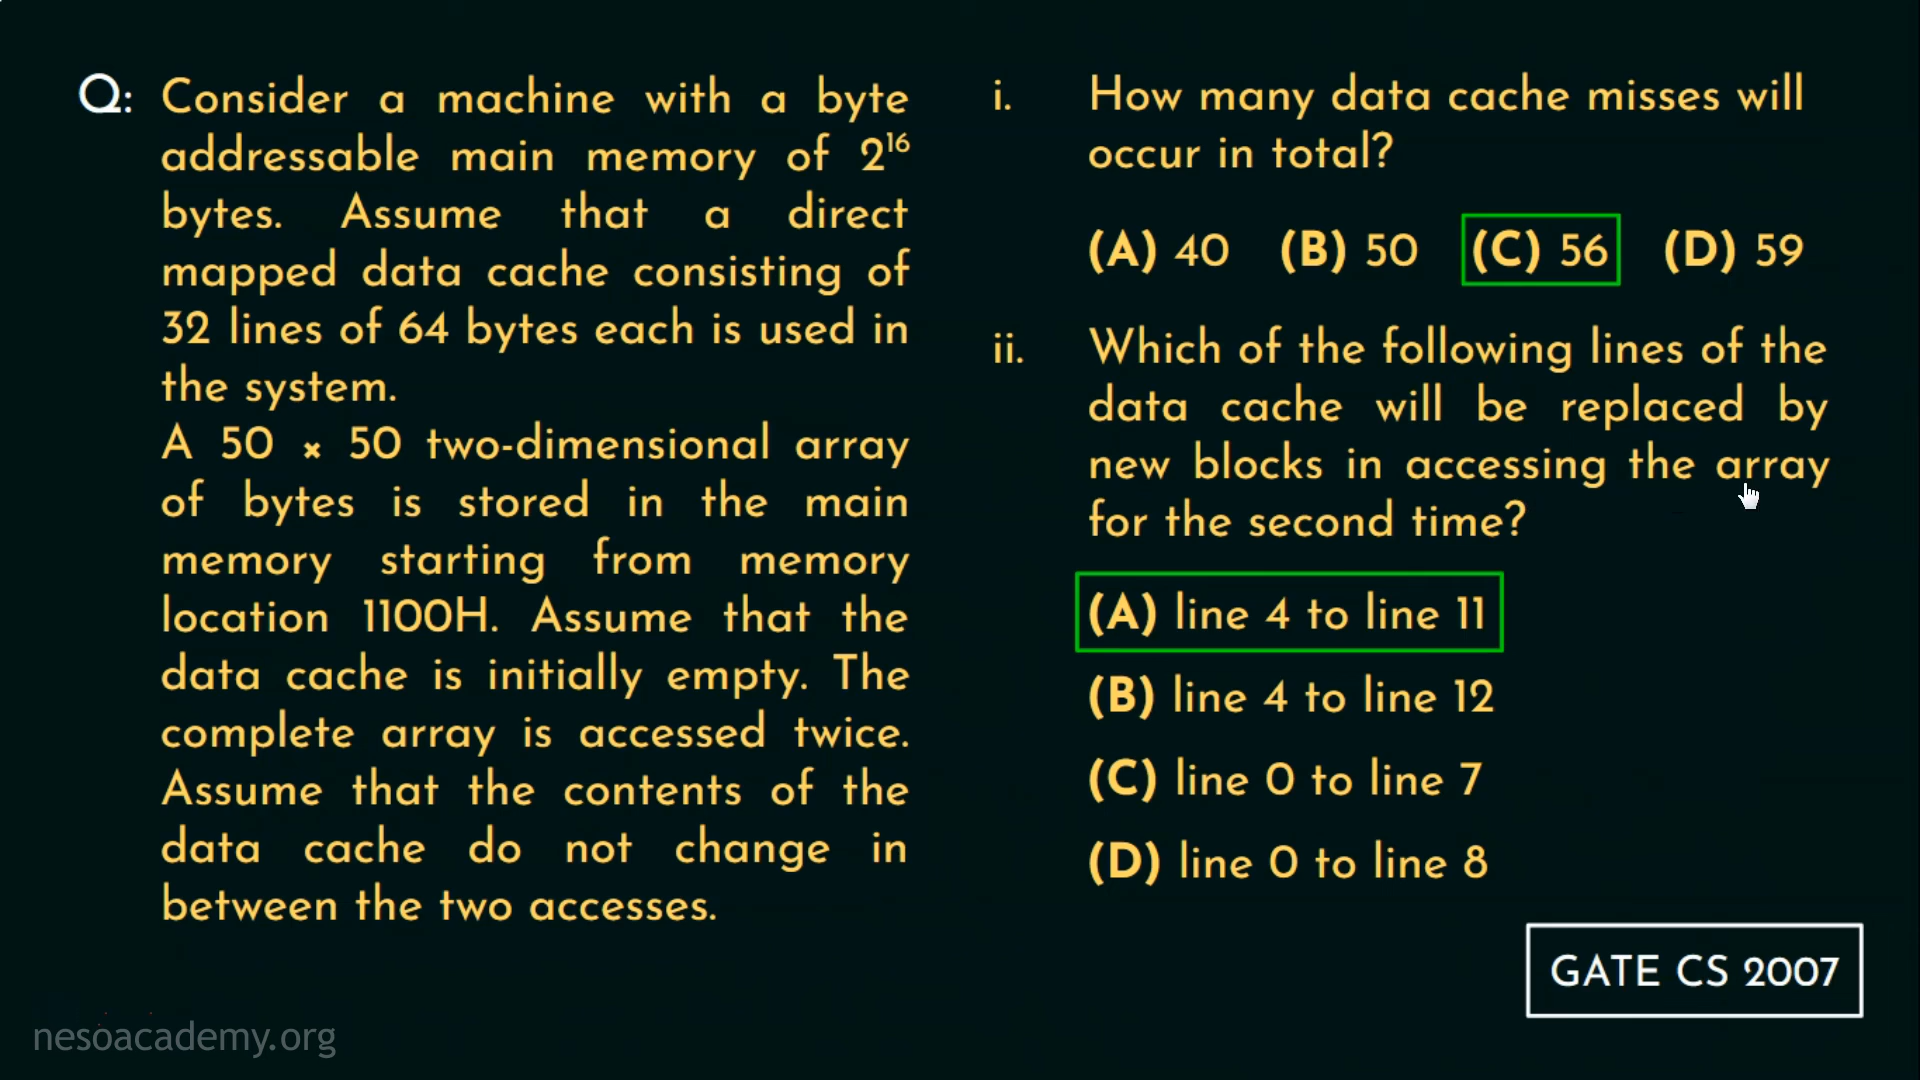 Q: Consider a machine with a byte
addressable main memory of 2¹⁶
bytes. Assume that a direct
mapped data cache consisting of
32 lines of 64 bytes each is used in
the system.
A 50 × 50 two-dimensional array
of bytes is stored in the main
memory starting from memory
location 1100H. Assume that the
data cache is initially empty. The
complete array is accessed twice.
Assume that the contents of the
data cache do not change in
between the two accesses.
i. How many data cache misses will
occur in total?
(A) 40 (B) 50 (C) 56 (D) 59
ii. Which of the following lines of the
data cache will be replaced by
new blocks in accessing the array
for the second time?
(A) line 4 to line 11
(B) line 4 to line 12
(C) line 0 to line 7
(D) line 0 to line 8
GATE CS 2007
nesoacademy.org